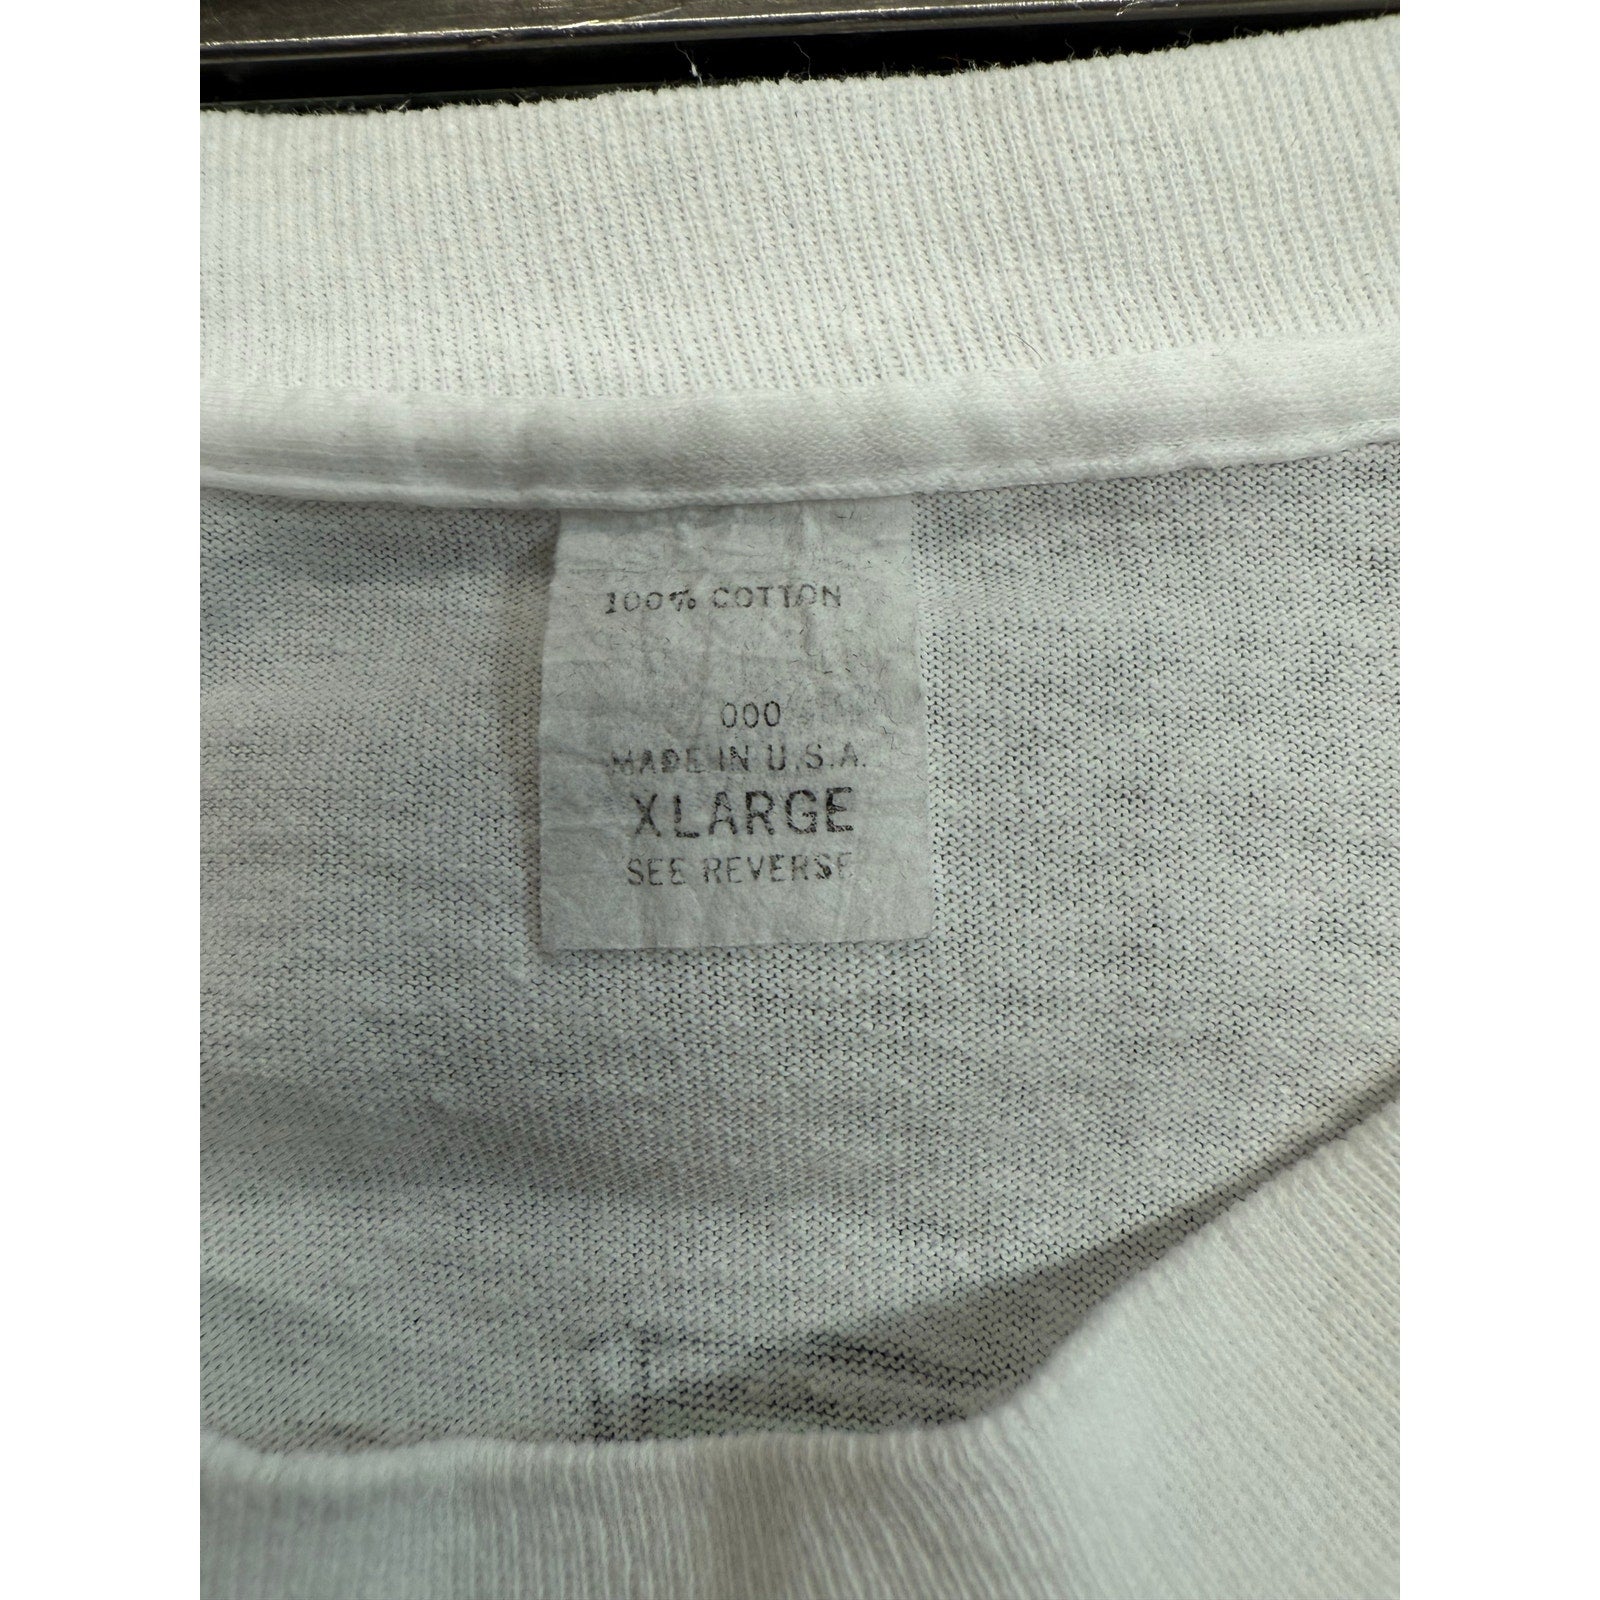 100% COTTON
000
MADE IN U.S.A.
XLARGE
SEE REVERSE